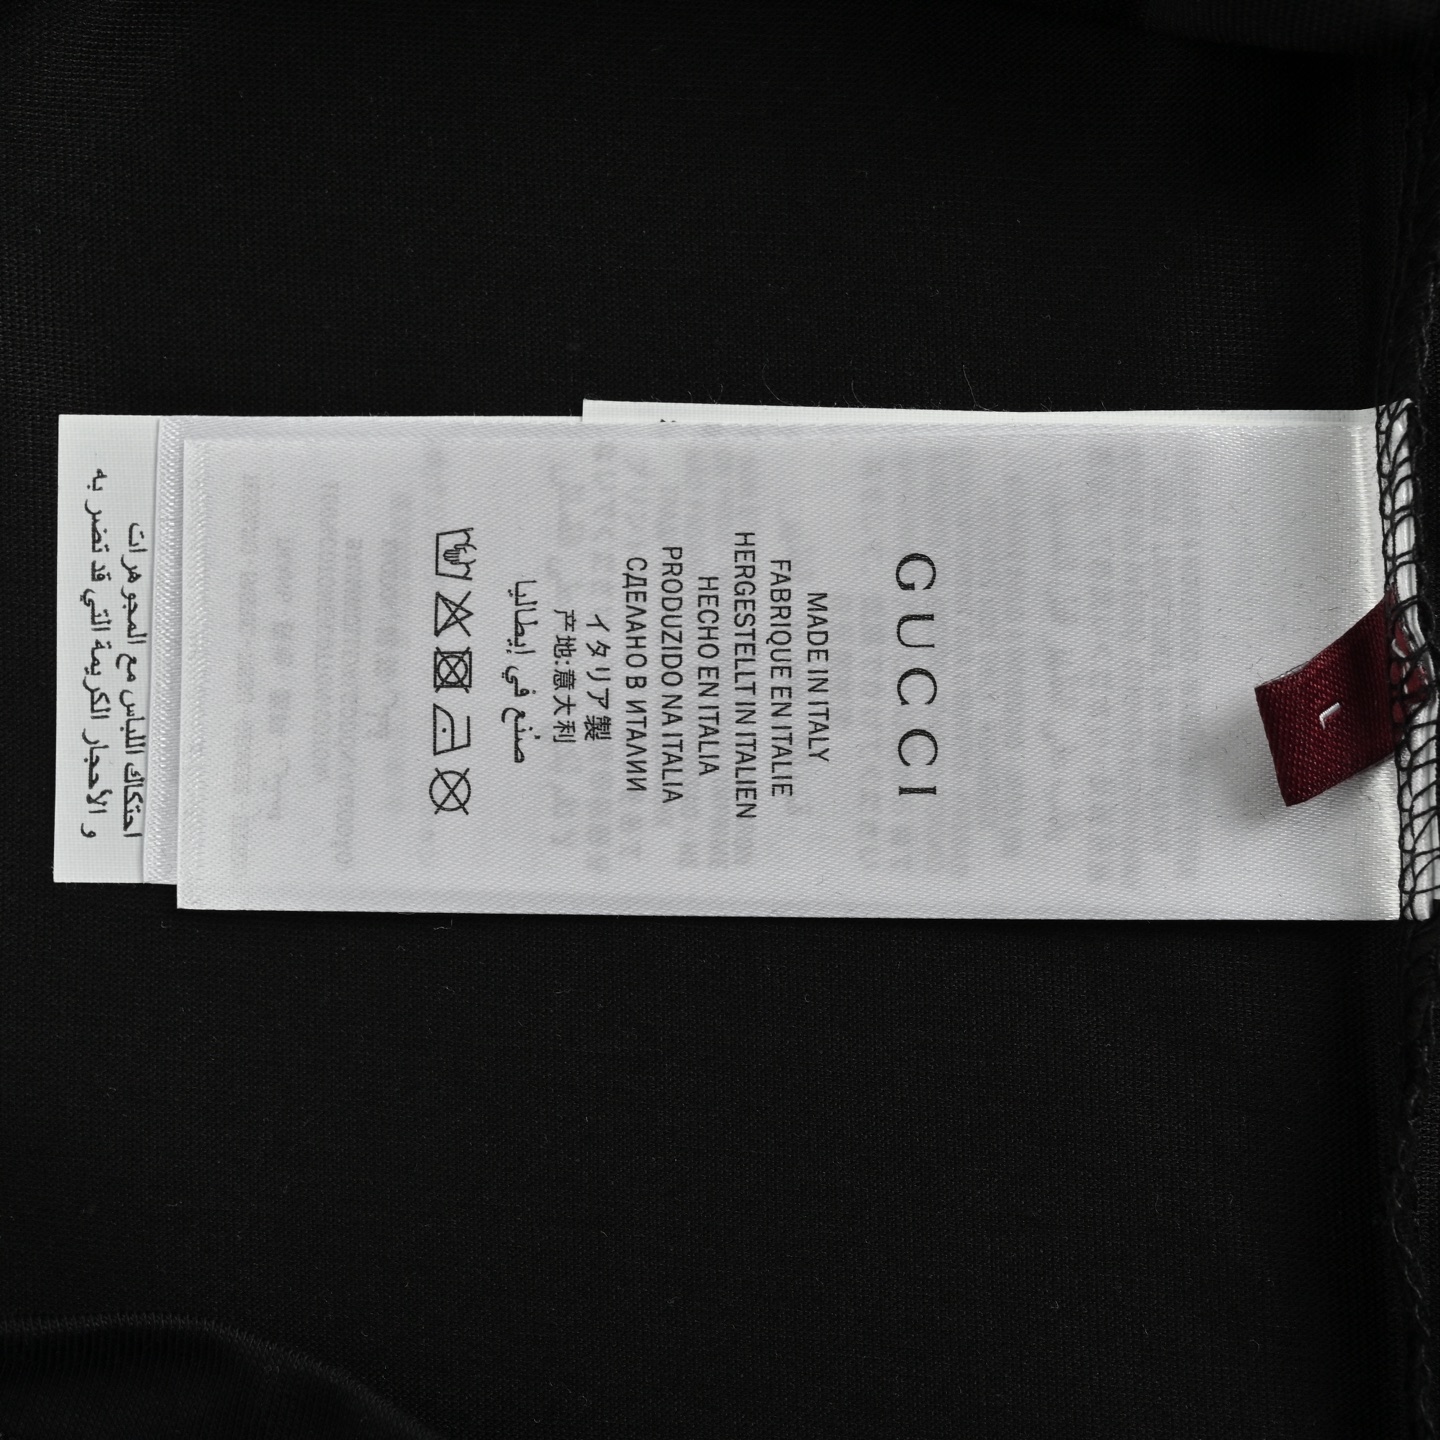 GUCCI
MADE IN ITALY
FABRIQUE EN ITALIE
HERGESTELLT IN ITALIEN
HECHO EN ITALIA
PRODUZIDO NA ITALIA
СДЕЛАНО В ИТАЛИИ
イタリア製
产地:意大利
صُنع في إيطاليا
احتكاك اللباس مع المجوهرات
و الأحجار الكريمة التي قد تضر به
L